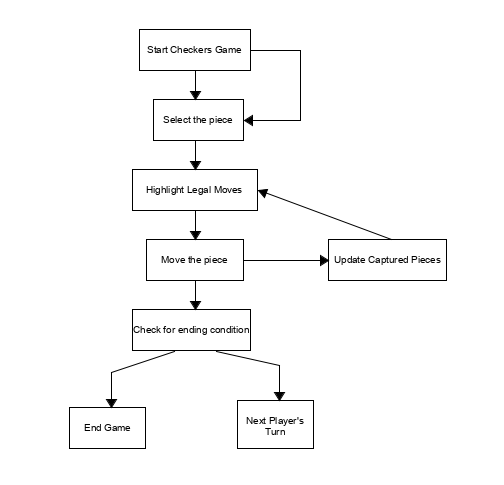 Start Checkers Game
Select the piece
Highlight Legal Moves
Move the piece
Update Captured Pieces
Check for ending condition
End Game
Next Player's
Turn